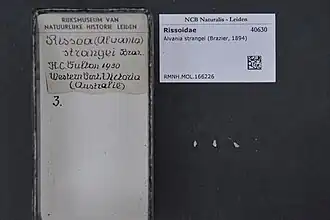 RIJKSMUSEUM VAN
NATUURLIJKE HISTORIE LEIDEN
Rissoa (Alvania)
strangei Braz.
H.C. Fulton 1930
Western Port, Victoria
(Australië)
3.
NCB Naturalis - Leiden
Rissoidae 40630
Alvania strangei (Brazier, 1894)
RMNH.MOL.166226